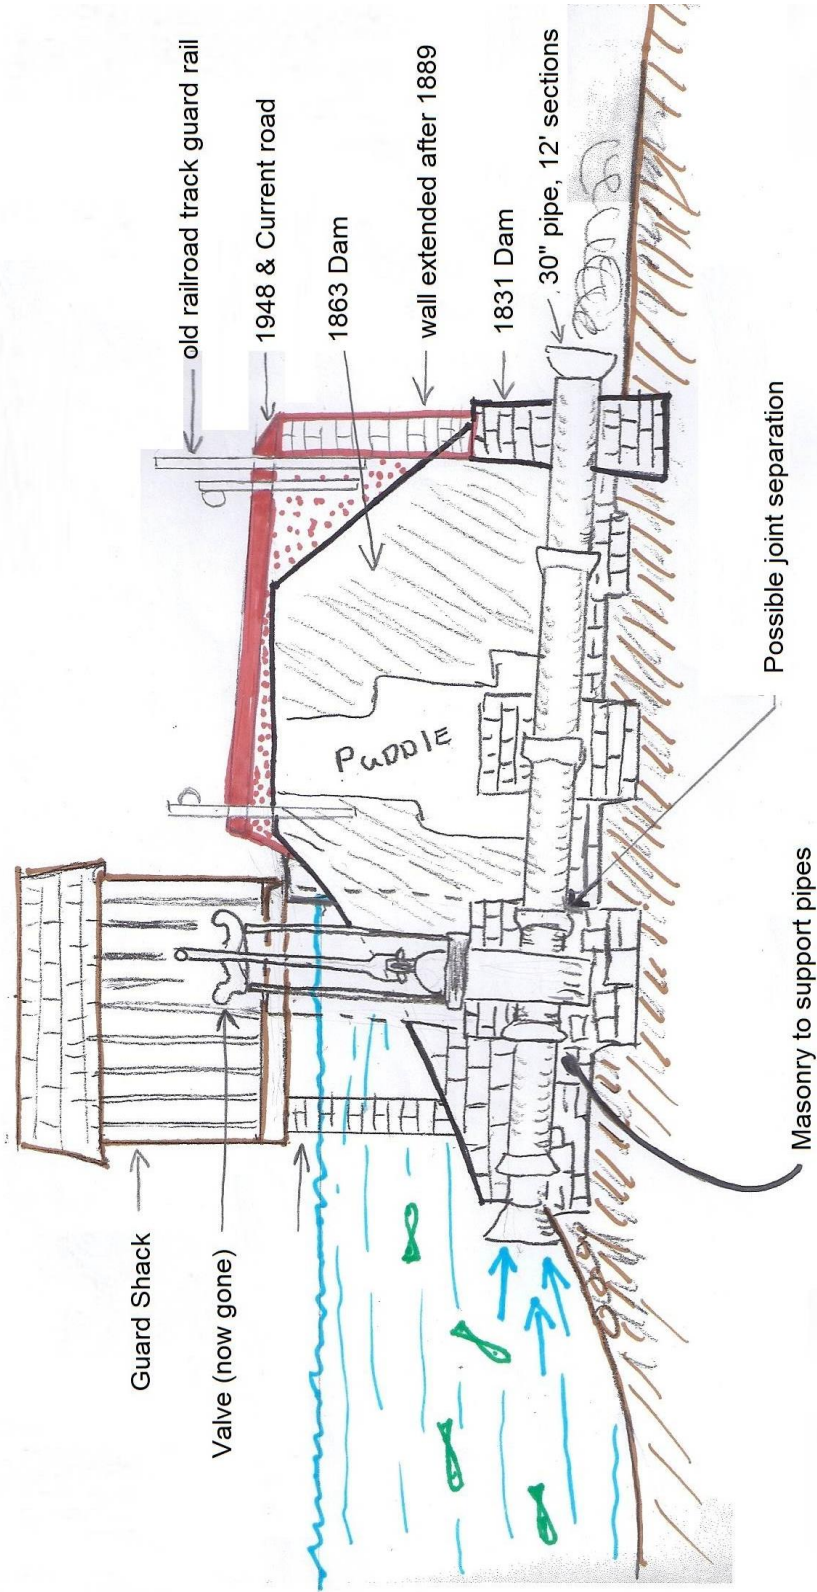 Guard Shack
Valve (now gone)
old railroad track guard rail
1948 & Current road
1863 Dam
wall extended after 1889
1831 Dam
30" pipe, 12' sections
PUDDLE
Possible joint separation
Masonry to support pipes